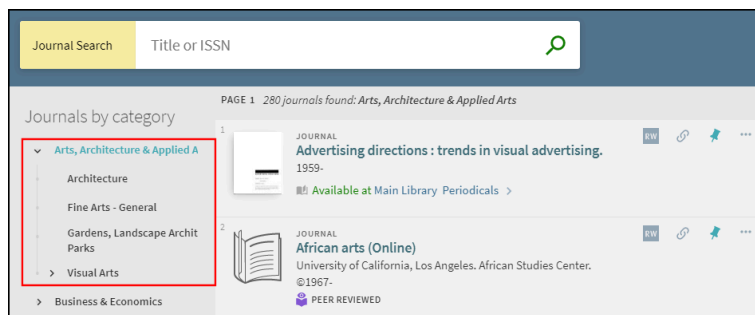 Journal Search
Title or ISSN
Journals by category
Arts, Architecture & Applied A
Architecture
Fine Arts - General
Gardens, Landscape Archit
Parks
Visual Arts
Business & Economics
PAGE 1 280 journals found: Arts, Architecture & Applied Arts
1
JOURNAL
RW
Advertising directions : trends in visual advertising.
1959-
Available at Main Library Periodicals >
2
JOURNAL
RW
African arts (Online)
University of California, Los Angeles. African Studies Center.
©1967-
PEER REVIEWED